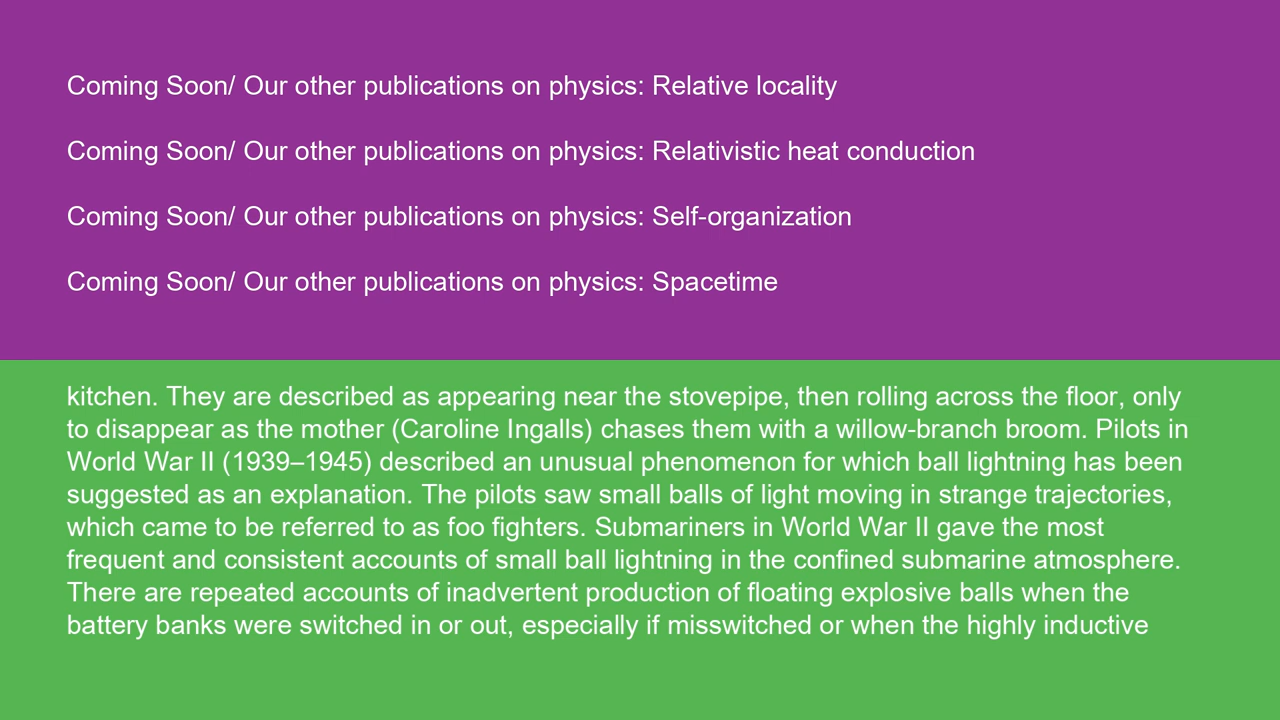 Coming Soon/ Our other publications on physics: Relative locality
Coming Soon/ Our other publications on physics: Relativistic heat conduction
Coming Soon/ Our other publications on physics: Self-organization
Coming Soon/ Our other publications on physics: Spacetime
kitchen. They are described as appearing near the stovepipe, then rolling across the floor, only
to disappear as the mother (Caroline Ingalls) chases them with a willow-branch broom. Pilots in
World War II (1939–1945) described an unusual phenomenon for which ball lightning has been
suggested as an explanation. The pilots saw small balls of light moving in strange trajectories,
which came to be referred to as foo fighters. Submariners in World War II gave the most
frequent and consistent accounts of small ball lightning in the confined submarine atmosphere.
There are repeated accounts of inadvertent production of floating explosive balls when the
battery banks were switched in or out, especially if misswitched or when the highly inductive